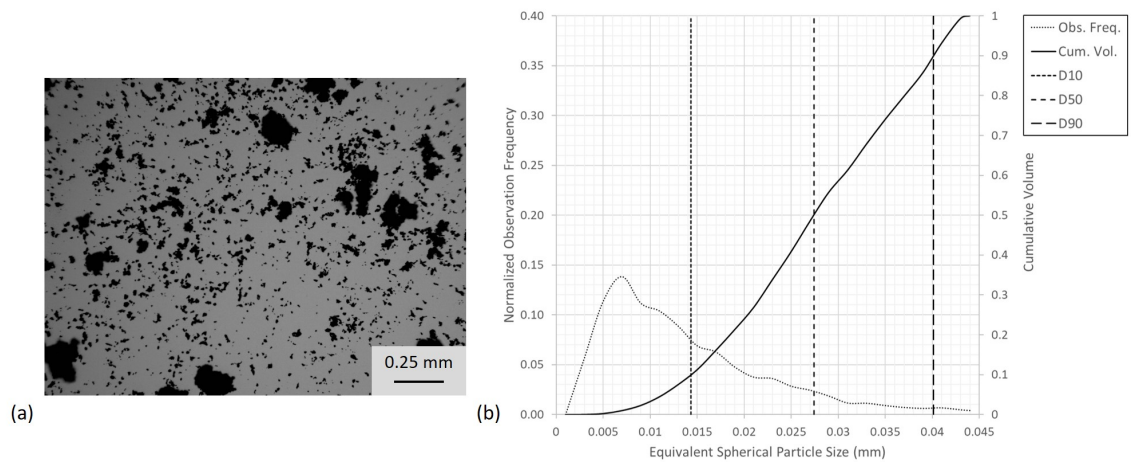 (a)
0.25 mm
(b)
Normalized Observation Frequency
0.40
0.35
0.30
0.25
0.20
0.15
0.10
0.05
0.00
0
0.005
0.01
0.015
0.02
0.025
0.03
0.035
0.04
0.045
Equivalent Spherical Particle Size (mm)
1
0.9
0.8
0.7
0.6
0.5
0.4
0.3
0.2
0.1
0
Cumulative Volume
Obs. Freq.
Cum. Vol.
D10
D50
D90